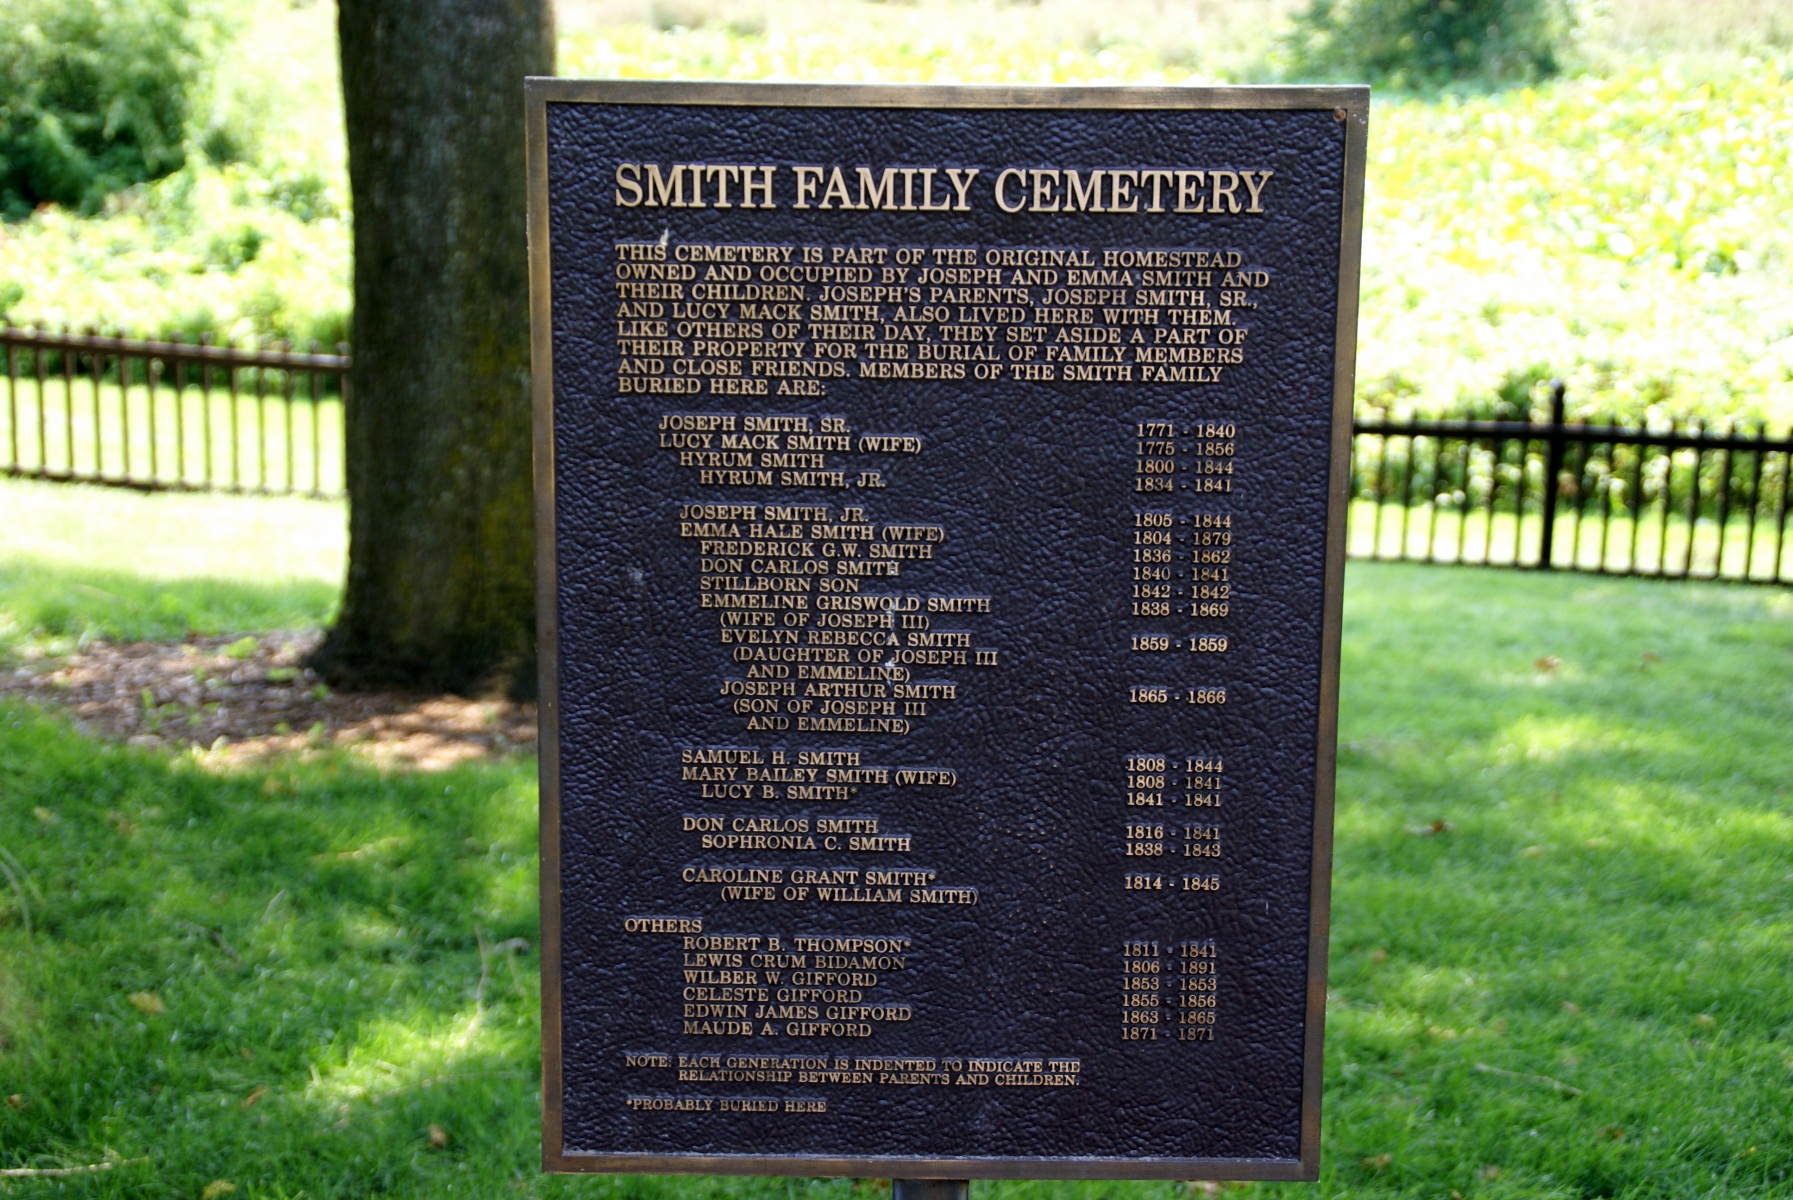 SMITH FAMILY CEMETERY
THIS CEMETERY IS PART OF THE ORIGINAL HOMESTEAD
OWNED AND OCCUPIED BY JOSEPH AND EMMA SMITH AND
THEIR CHILDREN. JOSEPH'S PARENTS, JOSEPH SMITH, SR.,
AND LUCY MACK SMITH, ALSO LIVED HERE WITH THEM.
LIKE OTHERS OF THEIR DAY, THEY SET ASIDE A PART OF
THEIR PROPERTY FOR THE BURIAL OF FAMILY MEMBERS
AND CLOSE FRIENDS. MEMBERS OF THE SMITH FAMILY
BURIED HERE ARE:
JOSEPH SMITH, SR. 1771 - 1840
LUCY MACK SMITH (WIFE) 1775 - 1856
HYRUM SMITH 1800 - 1844
HYRUM SMITH, JR. 1834 - 1841
JOSEPH SMITH, JR. 1805 - 1844
EMMA HALE SMITH (WIFE) 1804 - 1879
FREDERICK G.W. SMITH 1836 - 1862
DON CARLOS SMITH 1840 - 1841
STILLBORN SON 1842 - 1842
EMMELINE GRISWOLD SMITH 1838 - 1869
(WIFE OF JOSEPH III)
EVELYN REBECCA SMITH 1859 - 1859
(DAUGHTER OF JOSEPH III
AND EMMELINE)
JOSEPH ARTHUR SMITH 1865 - 1866
(SON OF JOSEPH III
AND EMMELINE)
SAMUEL H. SMITH 1808 - 1844
MARY BAILEY SMITH (WIFE) 1808 - 1841
LUCY B. SMITH* 1841 - 1841
DON CARLOS SMITH 1816 - 1841
SOPHRONIA C. SMITH 1838 - 1843
CAROLINE GRANT SMITH* 1814 - 1845
(WIFE OF WILLIAM SMITH)
OTHERS
ROBERT B. THOMPSON* 1811 - 1841
LEWIS CRUM BIDAMON 1806 - 1891
WILBER W. GIFFORD 1853 - 1853
CELESTE GIFFORD 1855 - 1856
EDWIN JAMES GIFFORD 1863 - 1865
MAUDE A. GIFFORD 1871 - 1871
NOTE: EACH GENERATION IS INDENTED TO INDICATE THE
RELATIONSHIP BETWEEN PARENTS AND CHILDREN.
*PROBABLY BURIED HERE